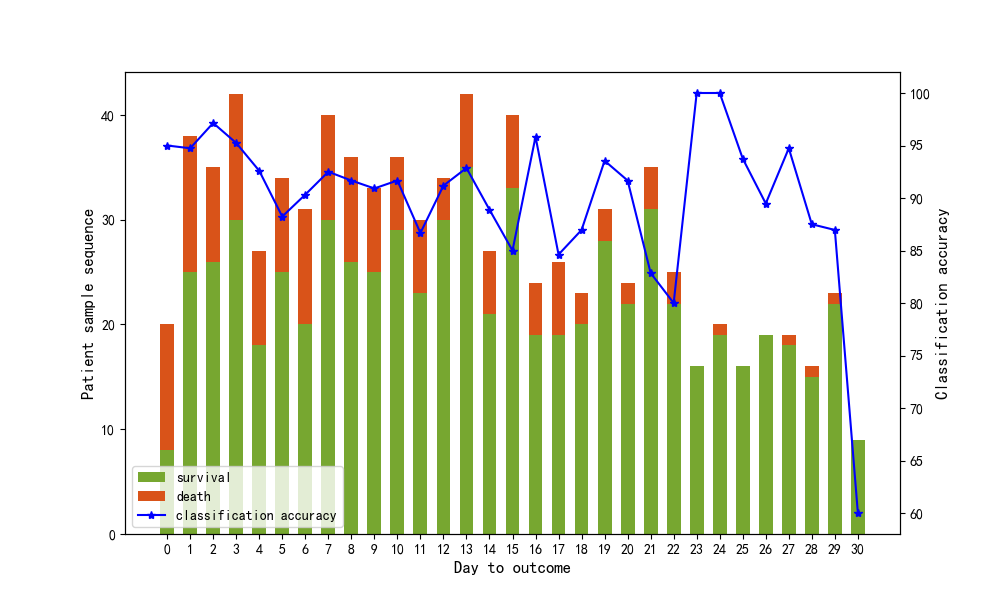 40
30
20
10
0
Patient sample sequence
100
95
90
85
80
75
70
65
60
Classification accuracy
survival
death
classification accuracy
0 1 2 3 4 5 6 7 8 9 10 11 12 13 14 15 16 17 18 19 20 21 22 23 24 25 26 27 28 29 30
Day to outcome